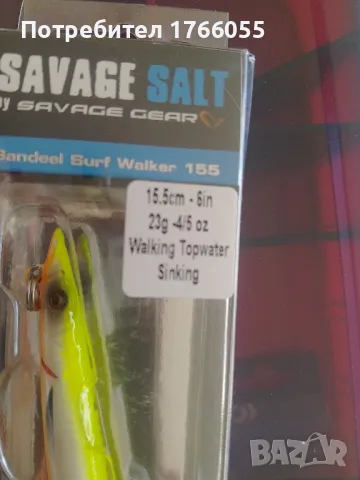 Потребител 1766055
SAVAGE SALT
by SAVAGE GEAR
Sandeel Surf Walker 155
15.5cm - 6in
23g -4/5 oz
Walking Topwater
Sinking
bazar